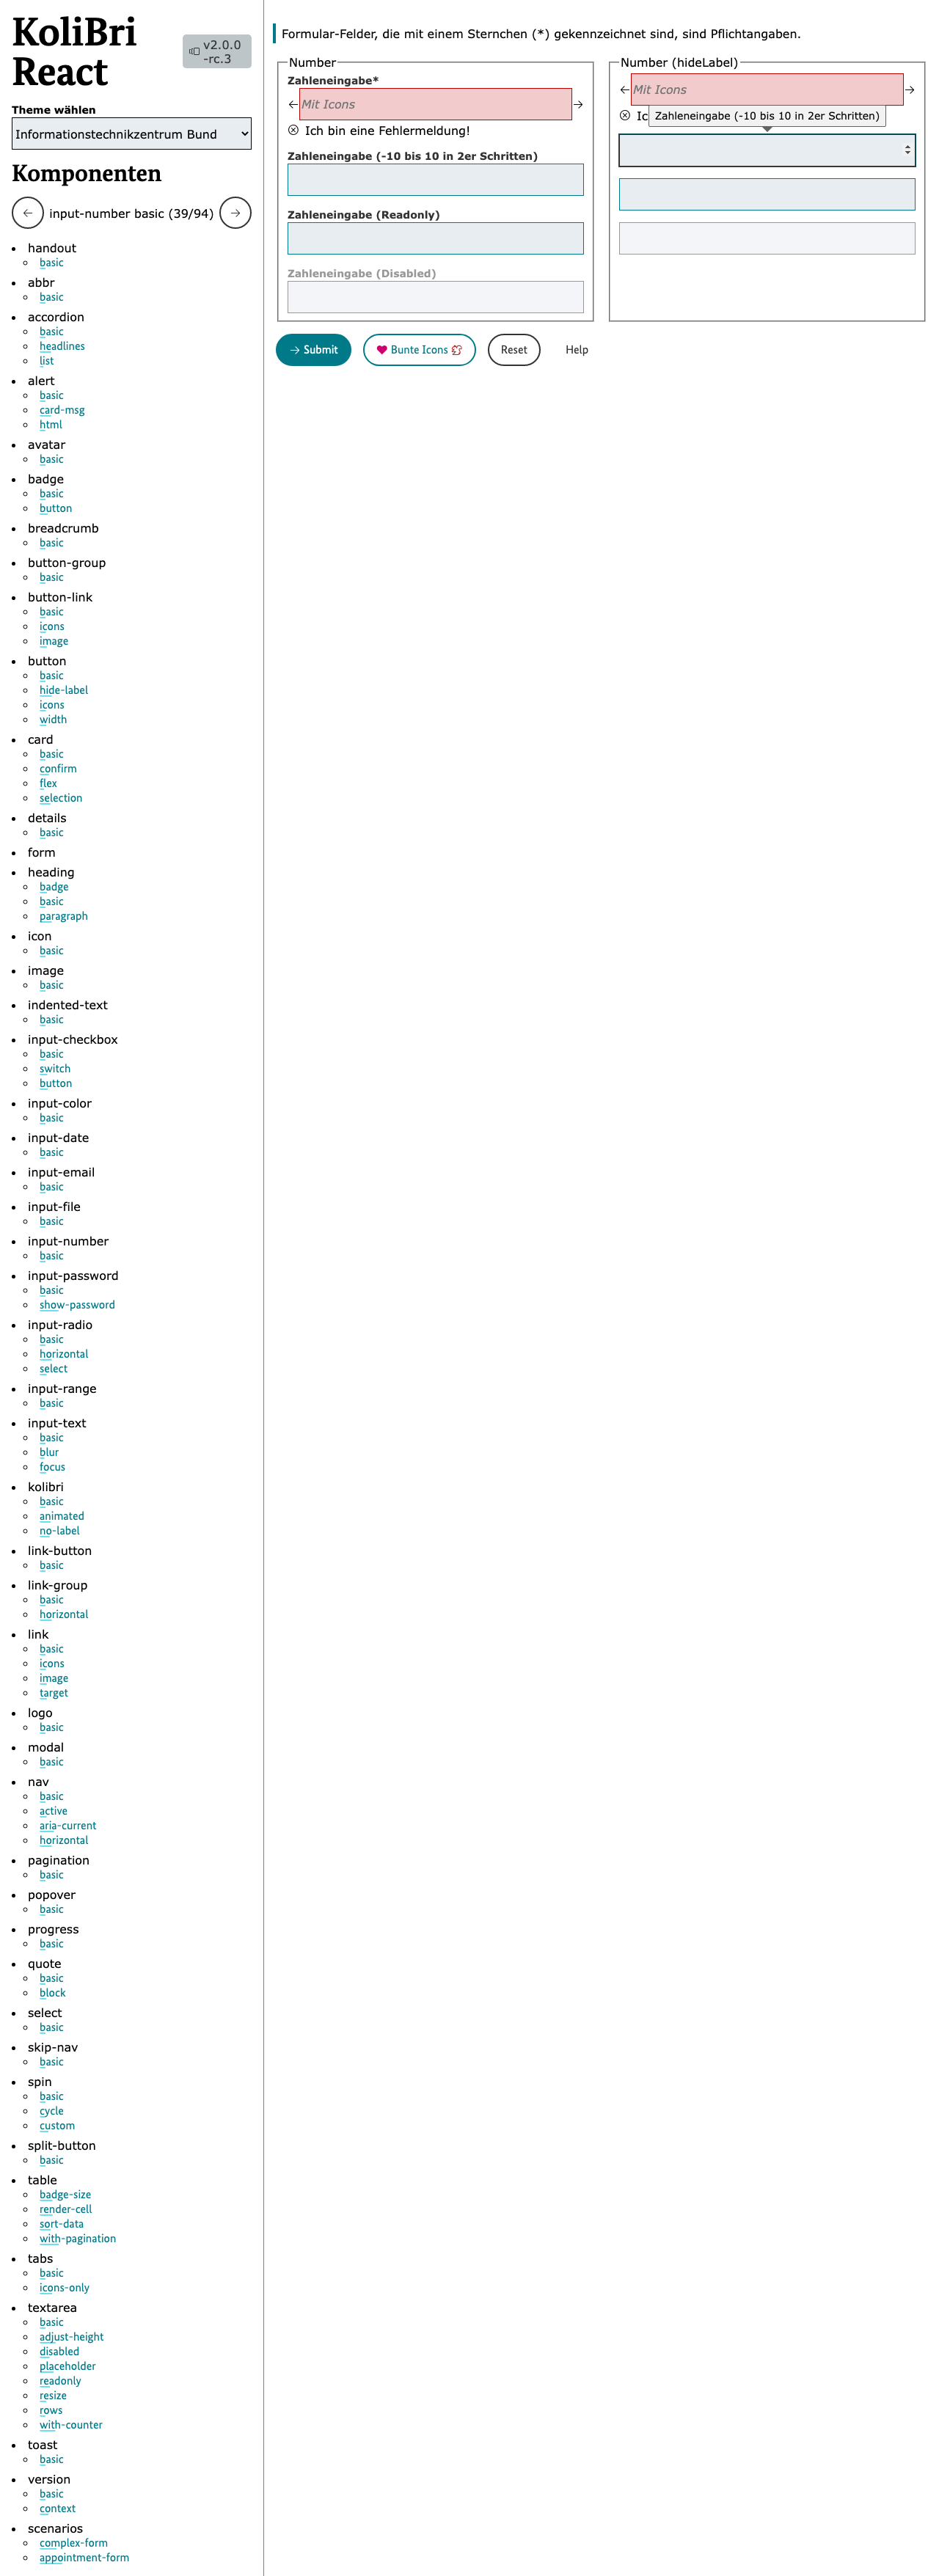 KoliBri
React
v2.0.0
-rc.3
Theme wählen
Informationstechnikzentrum Bund
Komponenten
input-number basic (39/94)
handout
basic
abbr
basic
accordion
basic
headlines
list
alert
basic
card-msg
html
avatar
basic
badge
basic
button
breadcrumb
basic
button-group
basic
button-link
basic
icons
image
button
basic
hide-label
icons
width
card
basic
confirm
flex
selection
details
basic
form
heading
badge
basic
paragraph
icon
basic
image
basic
indented-text
basic
input-checkbox
basic
switch
button
input-color
basic
input-date
basic
input-email
basic
input-file
basic
input-number
basic
input-password
basic
show-password
input-radio
basic
horizontal
select
input-range
basic
input-text
basic
blur
focus
kolibri
basic
animated
no-label
link-button
basic
link-group
basic
horizontal
link
basic
icons
image
target
logo
basic
modal
basic
nav
basic
active
aria-current
horizontal
pagination
basic
popover
basic
progress
basic
quote
basic
block
select
basic
skip-nav
basic
spin
basic
cycle
custom
split-button
basic
table
badge-size
render-cell
sort-data
with-pagination
tabs
basic
icons-only
textarea
basic
adjust-height
disabled
placeholder
readonly
resize
rows
with-counter
toast
basic
version
basic
context
scenarios
complex-form
appointment-form
Formular-Felder, die mit einem Sternchen (*) gekennzeichnet sind, sind Pflichtangaben.
Number
Zahleneingabe*
Mit Icons
Ich bin eine Fehlermeldung!
Zahleneingabe (-10 bis 10 in 2er Schritten)
Zahleneingabe (Readonly)
Zahleneingabe (Disabled)
Number (hideLabel)
Mit Icons
Ic
Zahleneingabe (-10 bis 10 in 2er Schritten)
Submit
Bunte Icons
Reset
Help